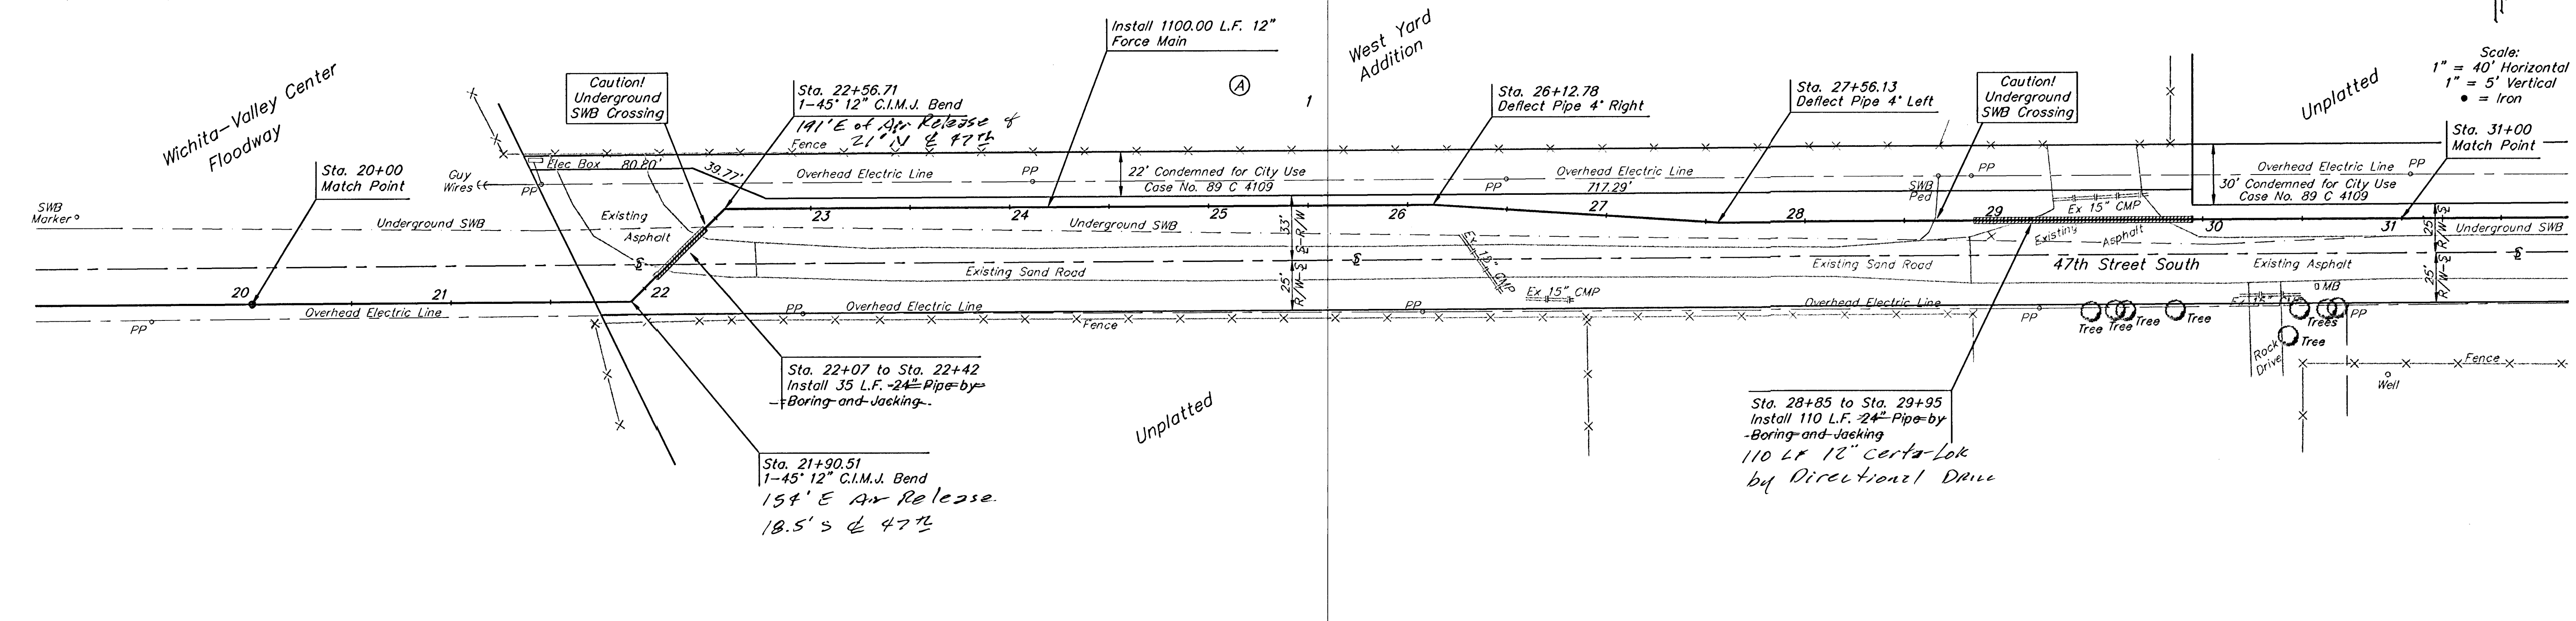 Install 1100.00 L.F. 12"
Force Main
West Yard
Addition
Scale:
1" = 40' Horizontal
1" = 5' Vertical
● = Iron
Wichita-Valley Center
Floodway
Caution!
Underground
SWB Crossing
Sta. 22+56.71
1-45° 12" C.I.M.J. Bend
191' E of Air Release &
21' N ℄ 47th
A
1
Sta. 26+12.78
Deflect Pipe 4° Right
Sta. 27+56.13
Deflect Pipe 4° Left
Caution!
Underground
SWB Crossing
Unplatted
Sta. 31+00
Match Point
Sta. 20+00
Match Point
Fence
Elec Box
80.80'
39.77'
Guy
Wires
PP
Overhead Electric Line
PP
22' Condemned for City Use
Case No. 89 C 4109
PP
Overhead Electric Line
717.29'
SWB
Ped
PP
Overhead Electric Line
PP
30' Condemned for City Use
Case No. 89 C 4109
Ex 15" CMP
SWB
Marker
Underground SWB
Existing
Asphalt
23
24
25
26
27
28
29
30
31
Underground SWB
33'
℄-R/W
Ex 12" CMP
Existing
Asphalt
25'
R/W-℄
Underground SWB
℄
Existing Sand Road
℄
Existing Sand Road
47th Street South
Existing Asphalt
℄
25'
R/W-℄
25'
R/W-℄
20
21
22
Ex 15" CMP
MB
PP
Overhead Electric Line
PP
Overhead Electric Line
PP
Overhead Electric Line
PP
Fence
Tree
Tree
Tree
Tree
Trees
PP
Tree
Rock
Drive
Fence
Well
Sta. 22+07 to Sta. 22+42
Install 35 L.F. 24" Pipe by
Boring and Jacking
Unplatted
Sta. 28+85 to Sta. 29+95
Install 110 L.F. 24" Pipe by
Boring and Jacking
110 LF 12" Certa-Lok
by Directional Drill
Sta. 21+90.51
1-45° 12" C.I.M.J. Bend
154' E Air Release.
18.5' S ℄ 47th